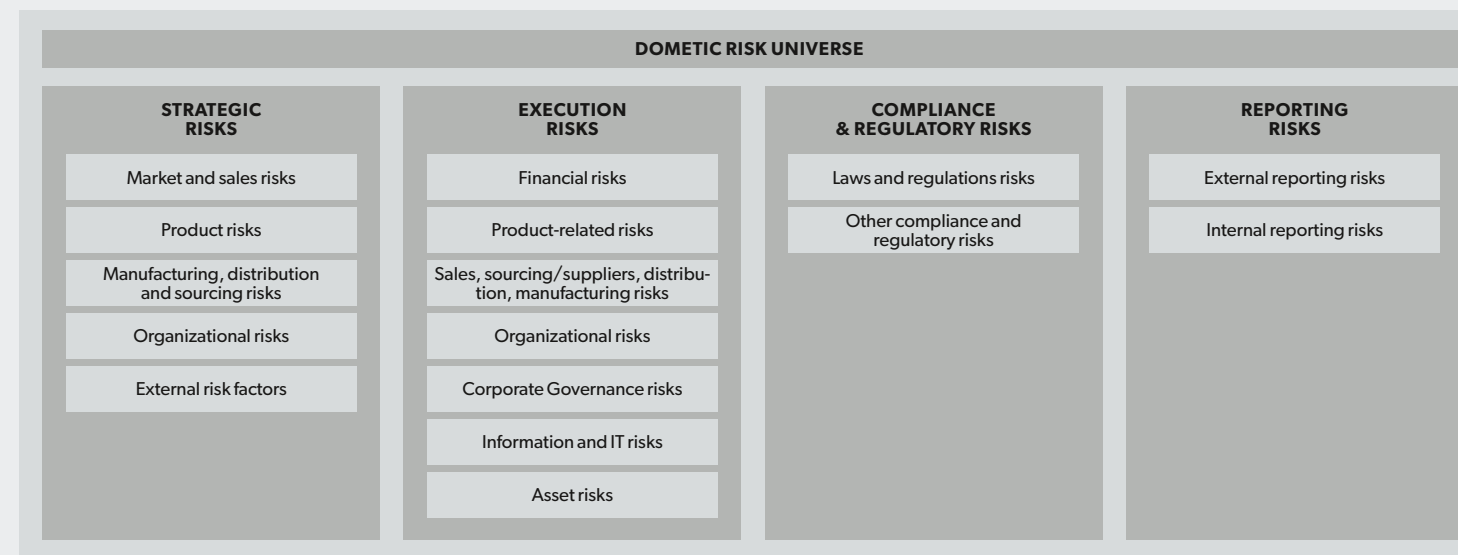 DOMETIC RISK UNIVERSE
STRATEGIC
RISKS
Market and sales risks
Product risks
Manufacturing, distribution
and sourcing risks
Organizational risks
External risk factors
EXECUTION
RISKS
Financial risks
Product-related risks
Sales, sourcing/suppliers, distribu-
tion, manufacturing risks
Organizational risks
Corporate Governance risks
Information and IT risks
Asset risks
COMPLIANCE
& REGULATORY RISKS
Laws and regulations risks
Other compliance and
regulatory risks
REPORTING
RISKS
External reporting risks
Internal reporting risks